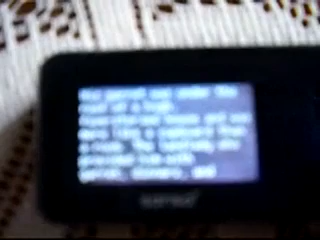 His garret was under the
roof of a high,
five-storied house and was
more like a cupboard than
a room. The landlady who
provided him with
garret, dinners, and